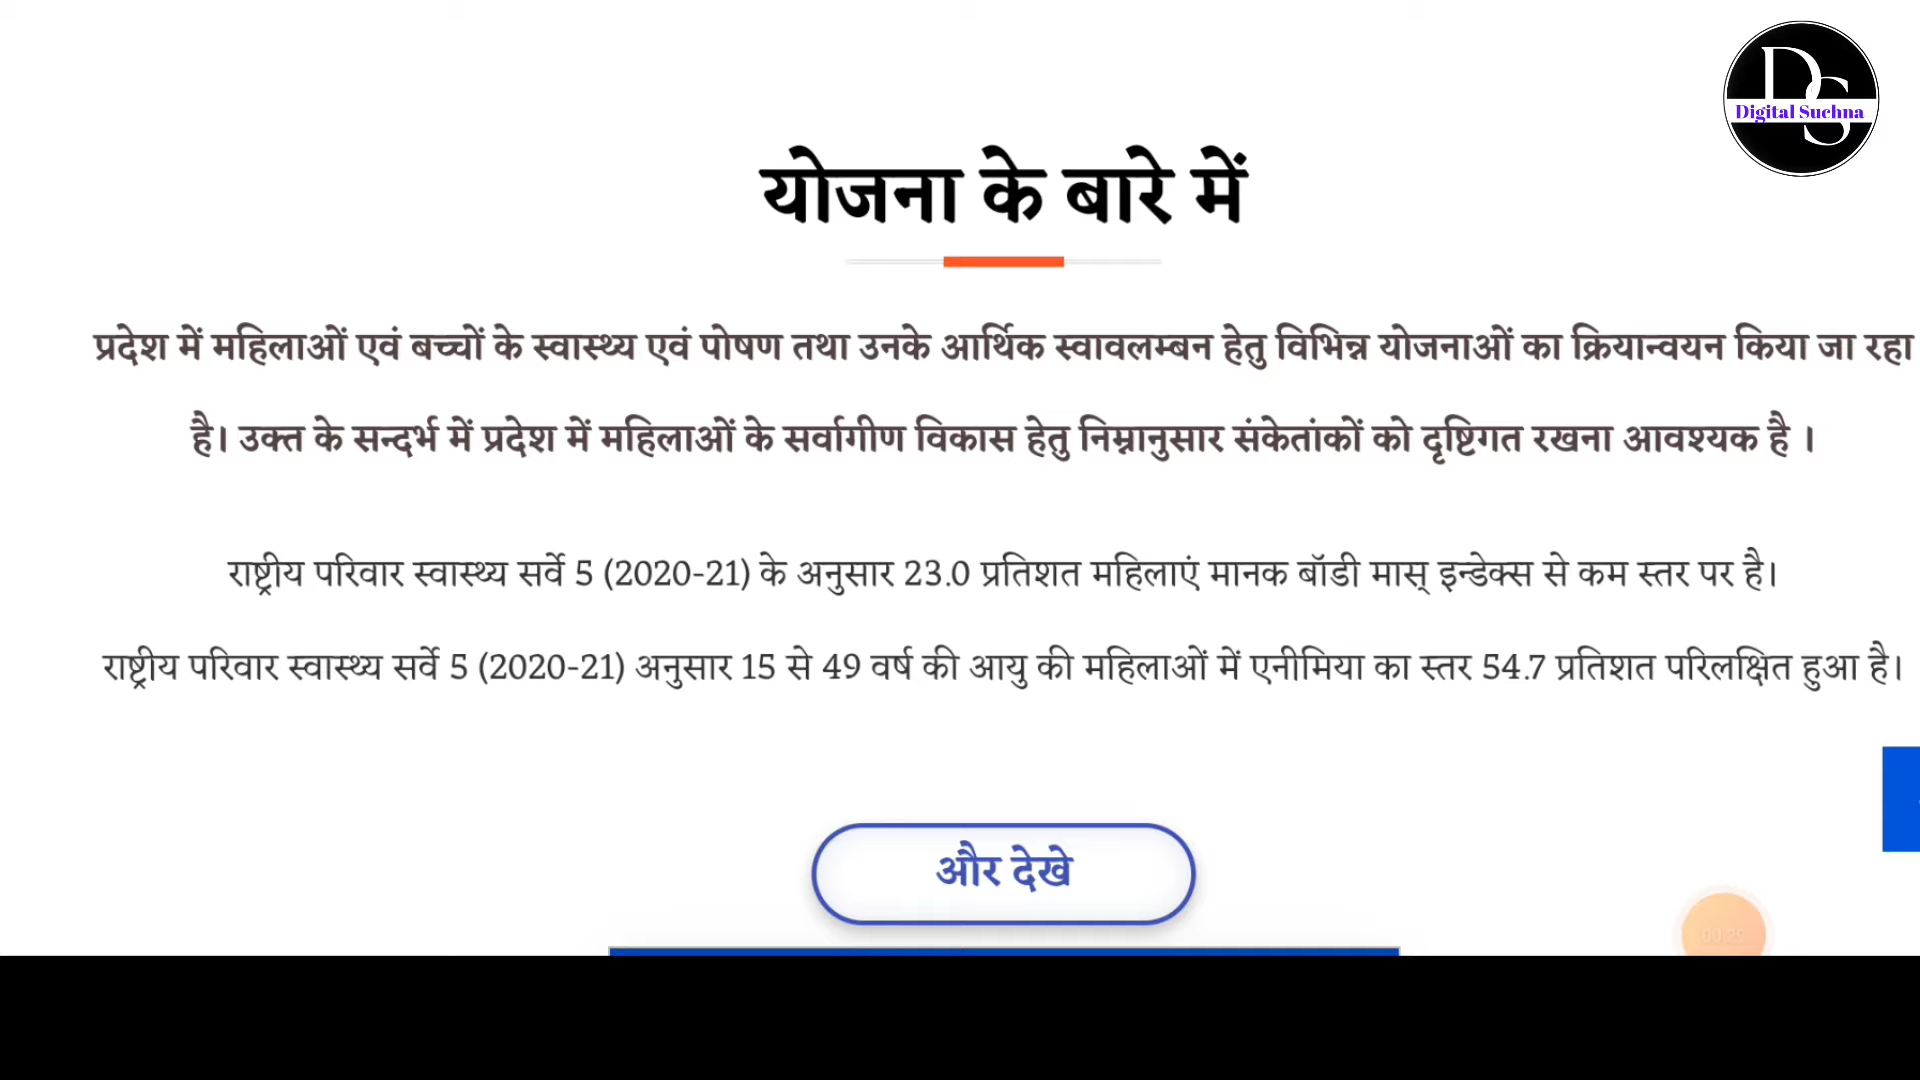 Digital Suchna
योजना के बारे में
प्रदेश में महिलाओं एवं बच्चों के स्वास्थ्य एवं पोषण तथा उनके आर्थिक स्वावलम्बन हेतु विभिन्न योजनाओं का क्रियान्वयन किया जा रहा
है। उक्त के सन्दर्भ में प्रदेश में महिलाओं के सर्वागीण विकास हेतु निम्नानुसार संकेतांकों को दृष्टिगत रखना आवश्यक है ।
राष्ट्रीय परिवार स्वास्थ्य सर्वे 5 (2020-21) के अनुसार 23.0 प्रतिशत महिलाएं मानक बॉडी मास् इन्डेक्स से कम स्तर पर है।
राष्ट्रीय परिवार स्वास्थ्य सर्वे 5 (2020-21) अनुसार 15 से 49 वर्ष की आयु की महिलाओं में एनीमिया का स्तर 54.7 प्रतिशत परिलक्षित हुआ है।
और देखे